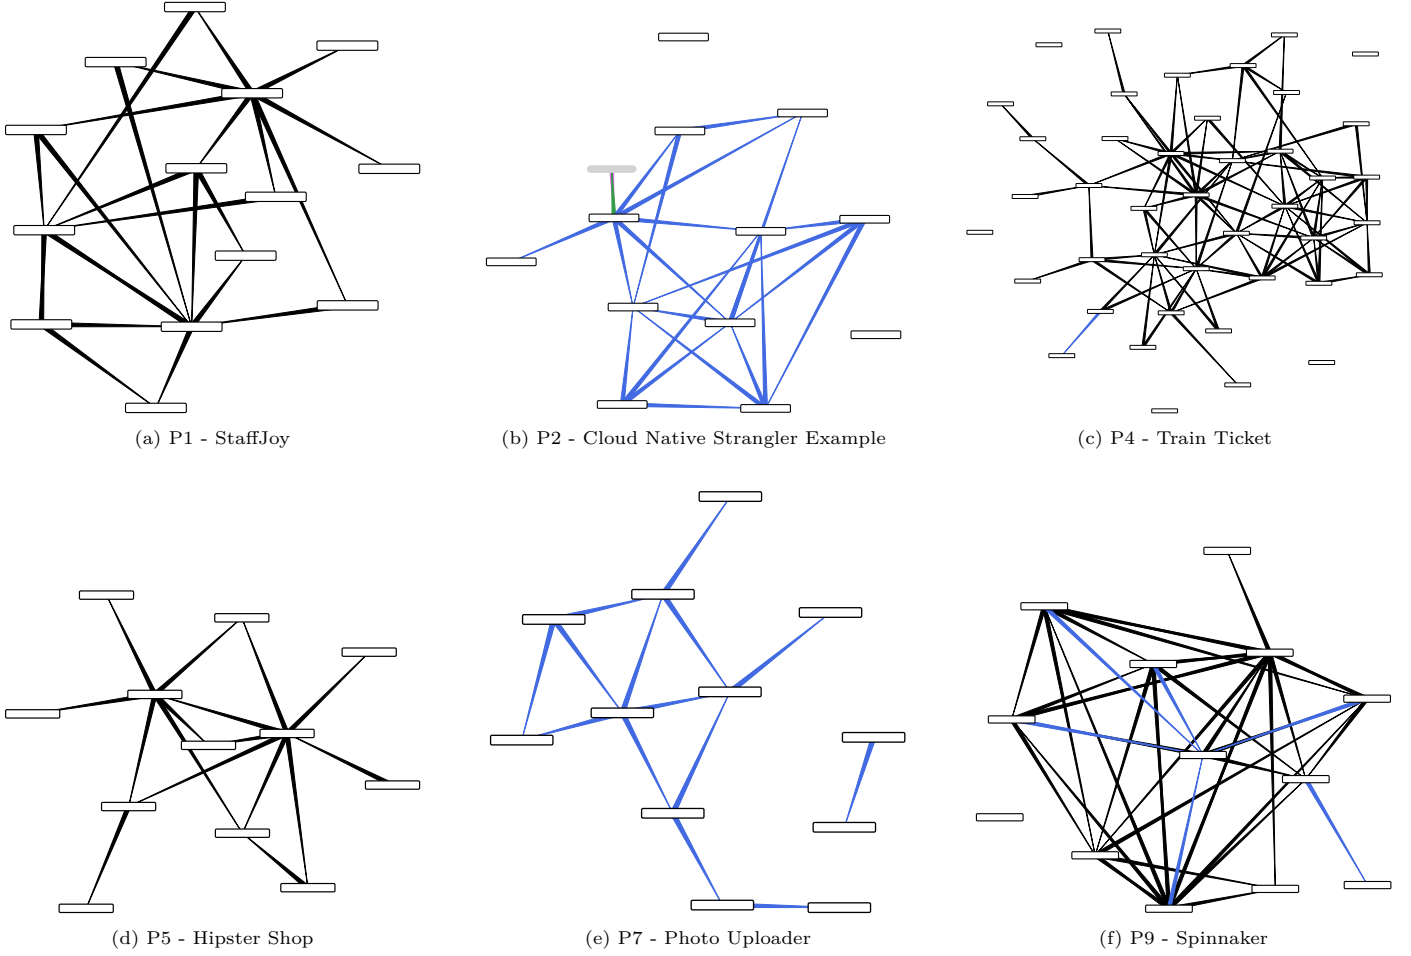 (a) P1 - StaffJoy
(b) P2 - Cloud Native Strangler Example
(c) P4 - Train Ticket
(d) P5 - Hipster Shop
(e) P7 - Photo Uploader
(f) P9 - Spinnaker